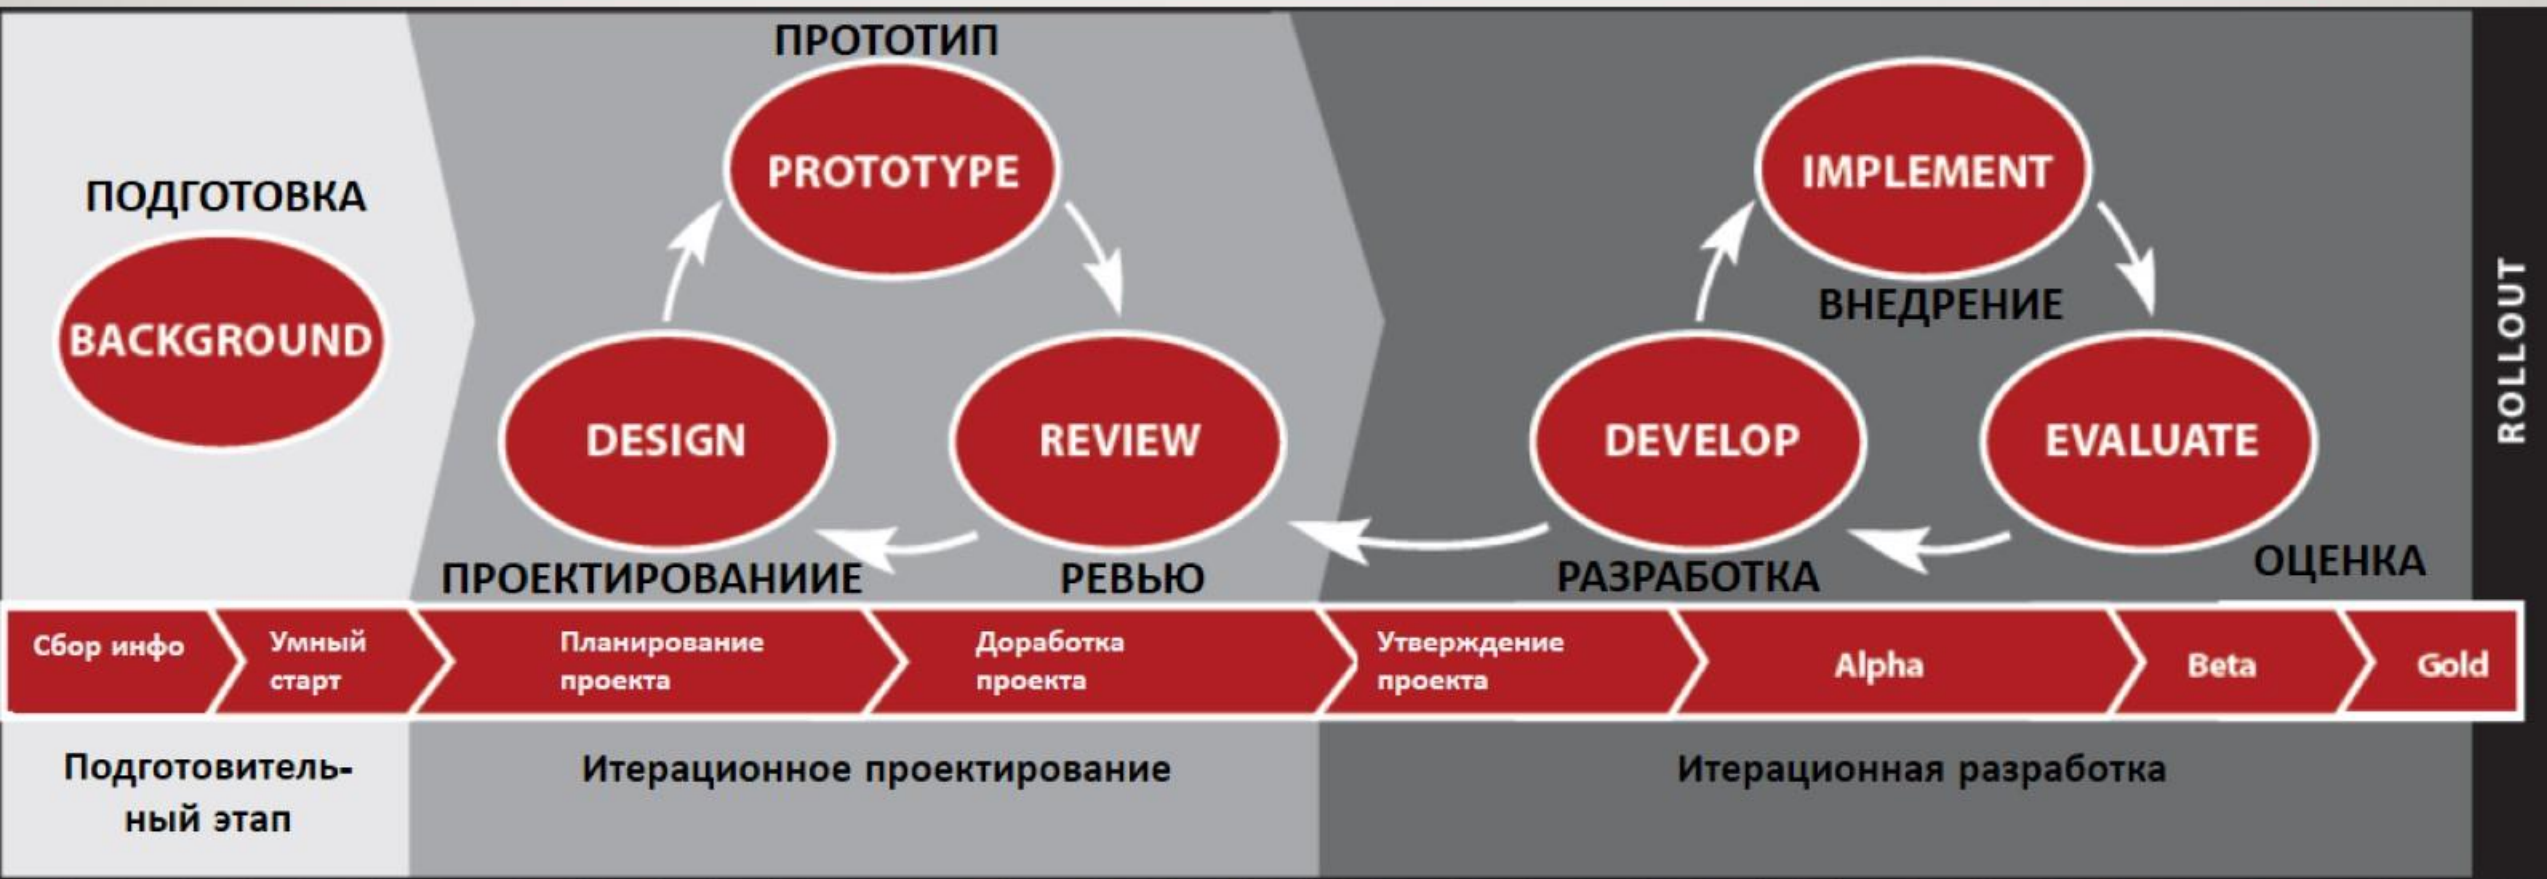 ПОДГОТОВКА
BACKGROUND
ПРОТОТИП
PROTOTYPE
DESIGN
ПРОЕКТИРОВАНИИЕ
REVIEW
РЕВЬЮ
IMPLEMENT
ВНЕДРЕНИЕ
DEVELOP
РАЗРАБОТКА
EVALUATE
ОЦЕНКА
ROLLOUT
Сбор инфо
Умный
старт
Планирование
проекта
Доработка
проекта
Утверждение
проекта
Alpha
Beta
Gold
Подготовитель-
ный этап
Итерационное проектирование
Итерационная разработка